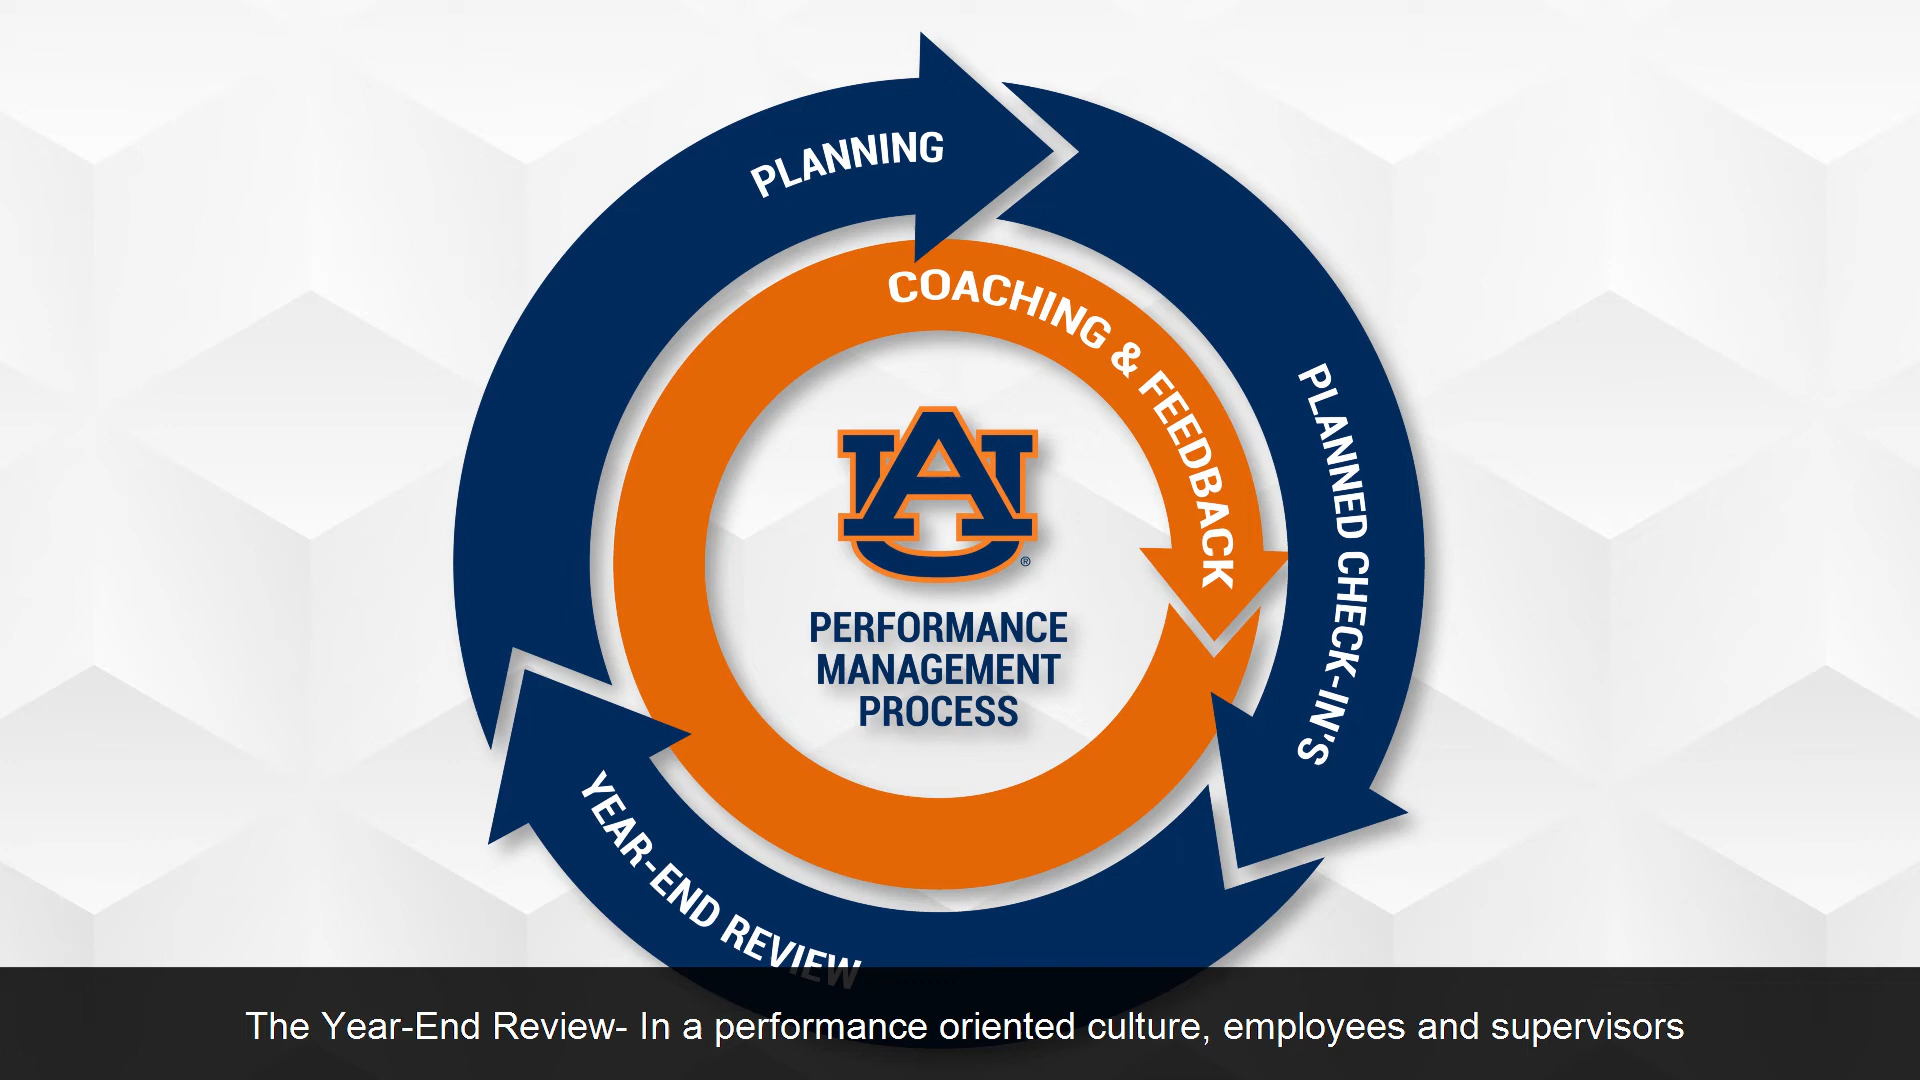 PLANNING
COACHING & FEEDBACK
PLANNED CHECK-IN'S
AU
®
PERFORMANCE
MANAGEMENT
PROCESS
YEAR-END REVIEW
The Year-End Review- In a performance oriented culture, employees and supervisors